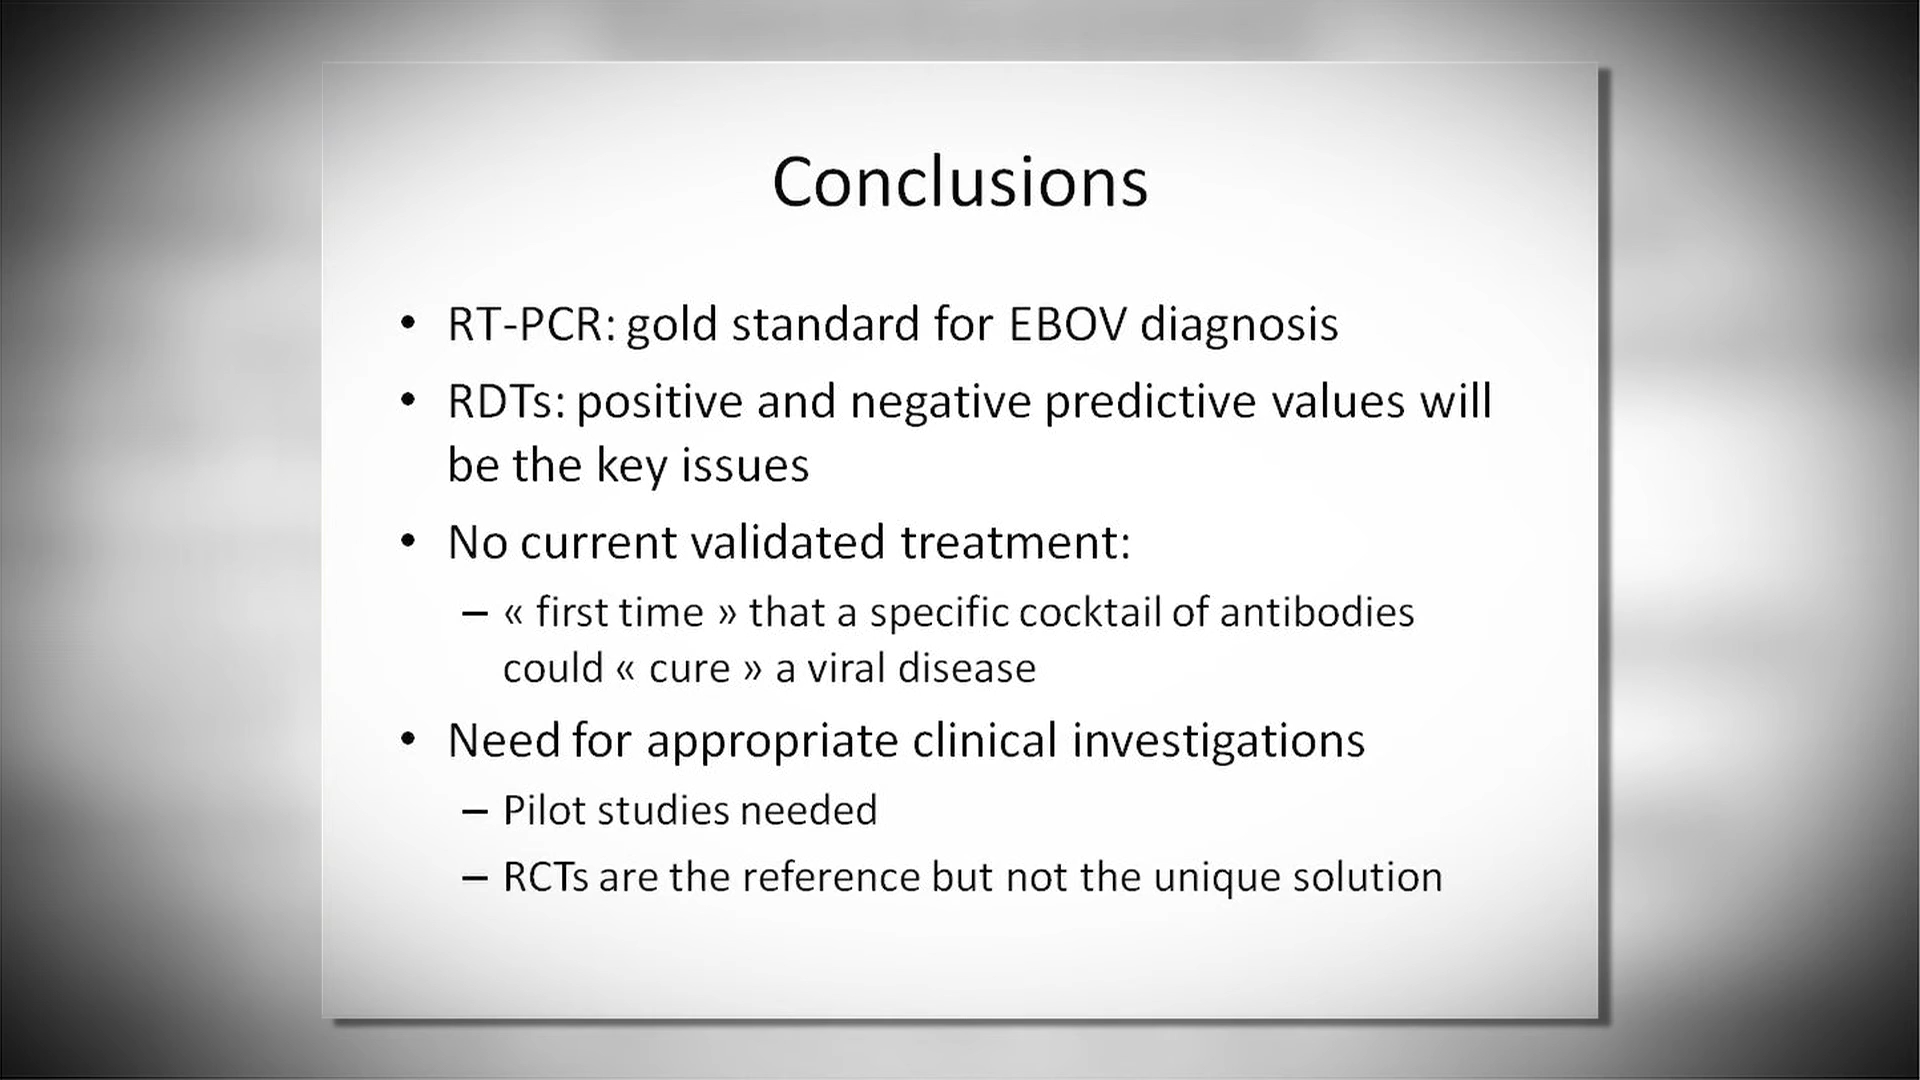 Conclusions
• RT-PCR: gold standard for EBOV diagnosis
• RDTs: positive and negative predictive values will
be the key issues
• No current validated treatment:
– « first time » that a specific cocktail of antibodies
could « cure » a viral disease
• Need for appropriate clinical investigations
– Pilot studies needed
– RCTs are the reference but not the unique solution